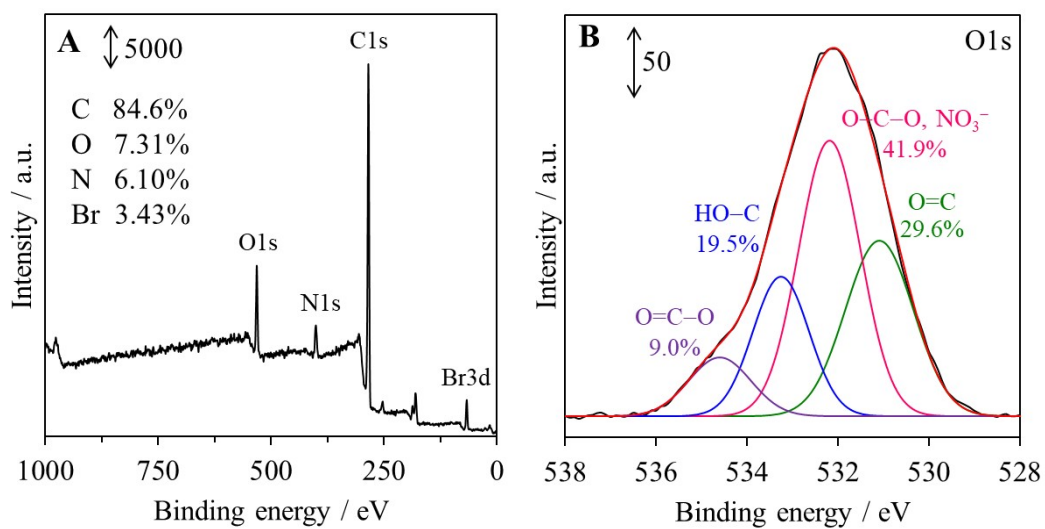 A
5000
C1s
C 84.6%
O 7.31%
N 6.10%
Br 3.43%
O1s
N1s
Br3d
Intensity / a.u.
1000 750 500 250 0
Binding energy / eV
B
50
O1s
O–C–O, NO₃⁻
41.9%
O=C
29.6%
HO–C
19.5%
O=C–O
9.0%
Intensity / a.u.
538 536 534 532 530 528
Binding energy / eV